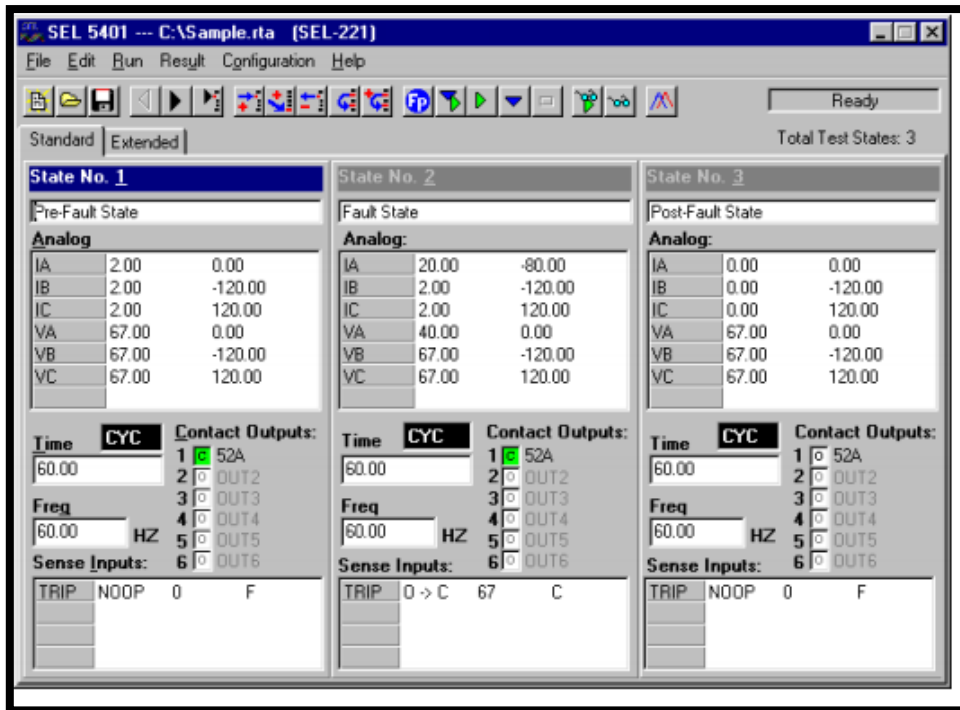 SEL 5401 --- C:\Sample.rta (SEL-221)
File Edit Run Result Configuration Help
FP
Ready
Standard Extended
Total Test States: 3
State No. 1
Pre-Fault State
Analog
IA 2.00 0.00
IB 2.00 -120.00
IC 2.00 120.00
VA 67.00 0.00
VB 67.00 -120.00
VC 67.00 120.00
Time CYC
60.00
Freq
60.00 HZ
Contact Outputs:
1 C 52A
2 O OUT2
3 O OUT3
4 O OUT4
5 O OUT5
6 O OUT6
Sense Inputs:
TRIP NOOP 0 F
State No. 2
Fault State
Analog:
IA 20.00 -80.00
IB 2.00 -120.00
IC 2.00 120.00
VA 40.00 0.00
VB 67.00 -120.00
VC 67.00 120.00
Time CYC
60.00
Freq
60.00 HZ
Contact Outputs:
1 C 52A
2 O OUT2
3 O OUT3
4 O OUT4
5 O OUT5
6 O OUT6
Sense Inputs:
TRIP O -> C 67 C
State No. 3
Post-Fault State
Analog:
IA 0.00 0.00
IB 0.00 -120.00
IC 0.00 120.00
VA 67.00 0.00
VB 67.00 -120.00
VC 67.00 120.00
Time CYC
60.00
Freq
60.00 HZ
Contact Outputs:
1 O 52A
2 O OUT2
3 O OUT3
4 O OUT4
5 O OUT5
6 O OUT6
Sense Inputs:
TRIP NOOP 0 F